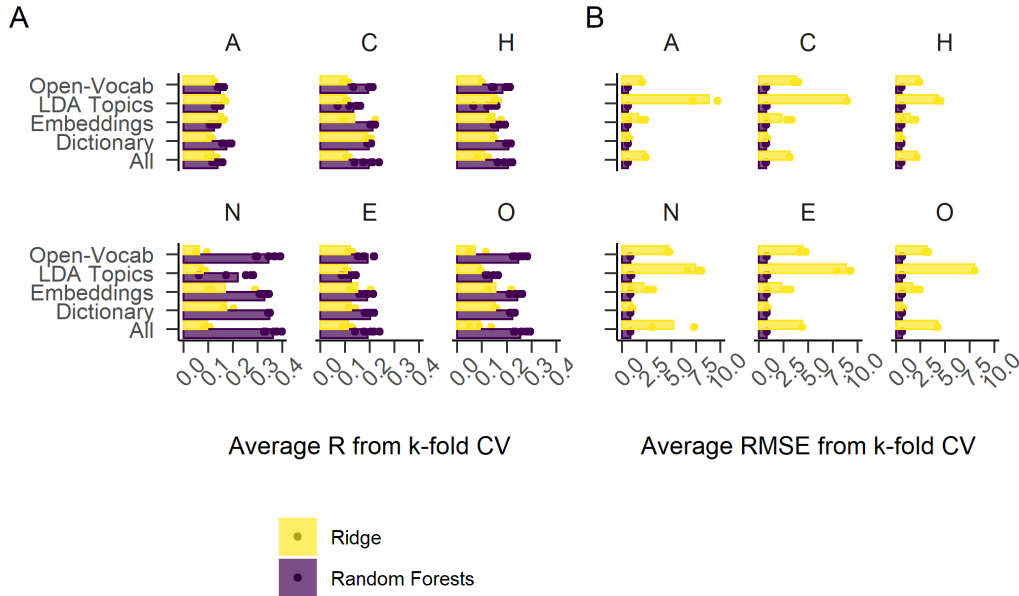 A B
A C H A C H
Open-Vocab
LDA Topics
Embeddings
Dictionary
All
N E O N E O
Open-Vocab
LDA Topics
Embeddings
Dictionary
All
0.0 0.1 0.2 0.3 0.4 0.0 0.1 0.2 0.3 0.4 0.0 0.1 0.2 0.3 0.4 0.0 2.5 5.0 7.5 10.0 0.0 2.5 5.0 7.5 10.0 0.0 2.5 5.0 7.5 10.0
Average R from k-fold CV Average RMSE from k-fold CV
Ridge
Random Forests